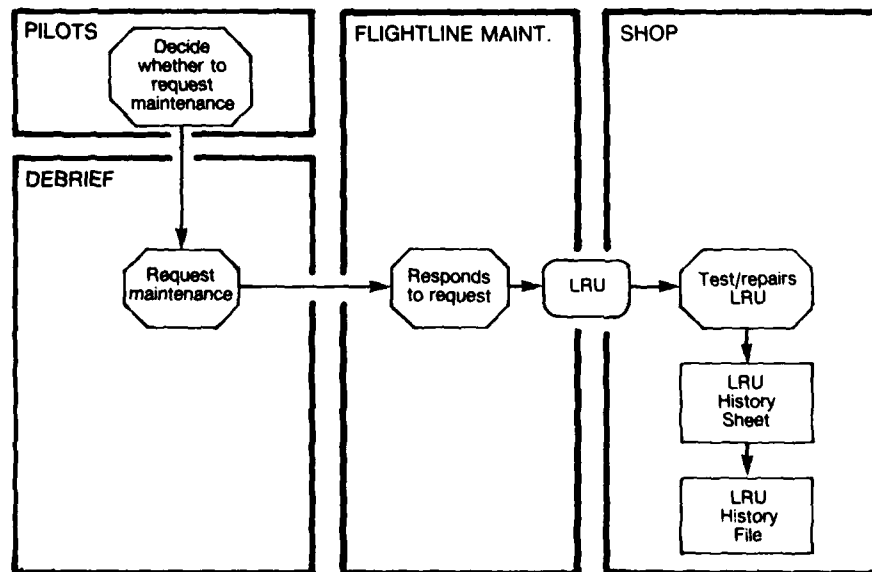 PILOTS
Decide
whether to
request
maintenance
DEBRIEF
Request
maintenance
FLIGHTLINE MAINT.
Responds
to request
LRU
SHOP
Test/repairs
LRU
LRU
History
Sheet
LRU
History
File